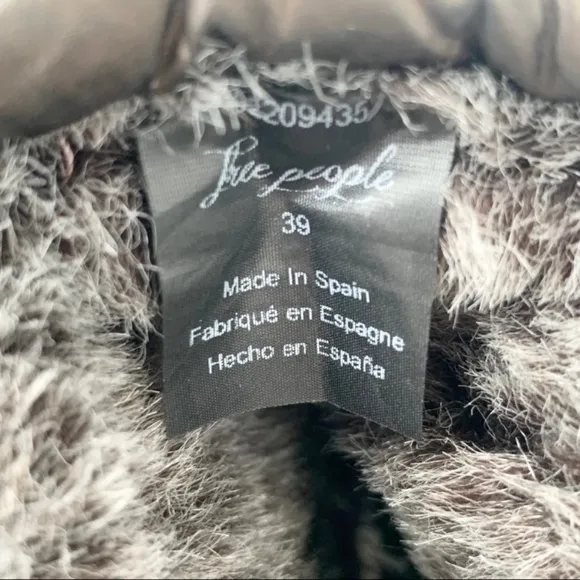 209435
free people
39
Made In Spain
Fabriqué en Espagne
Hecho en España